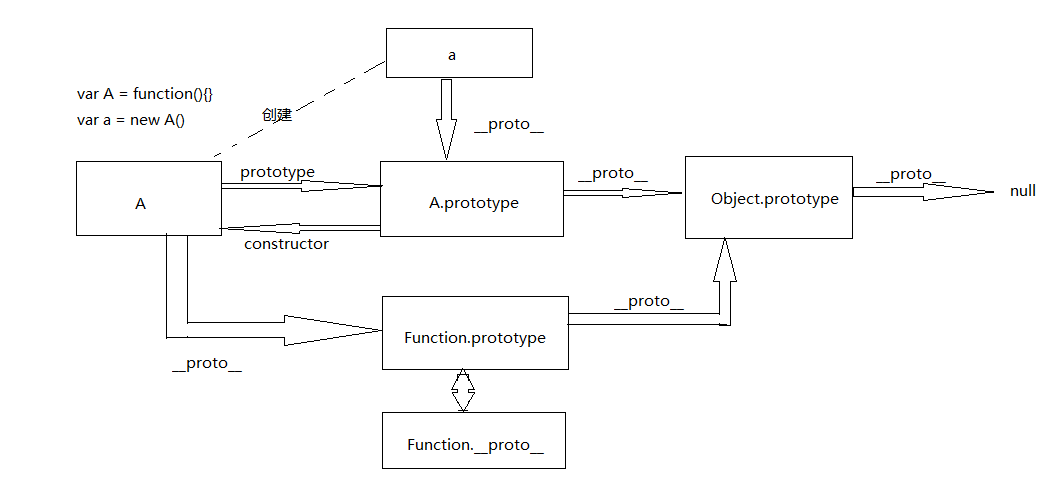 a
var A = function(){}
var a = new A()
创建
__proto__
prototype
__proto__
__proto__
A
A.prototype
Object.prototype
null
constructor
__proto__
Function.prototype
__proto__
Function.__proto__